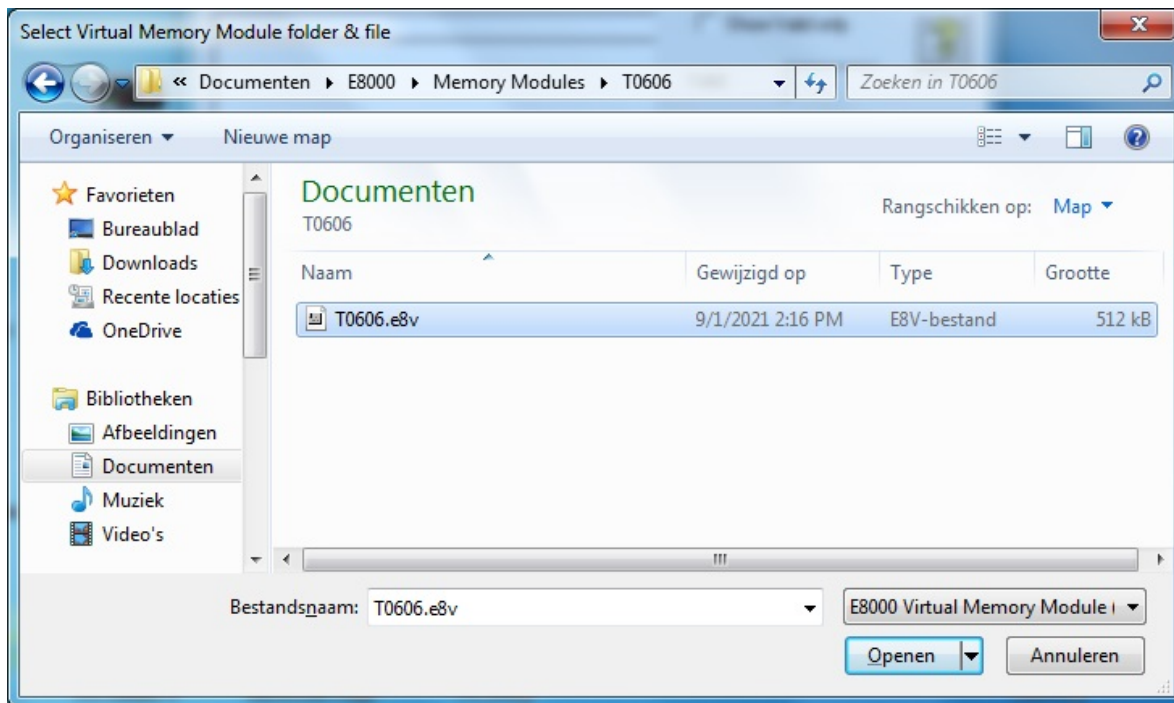 Select Virtual Memory Module folder & file
« Documenten ▸ E8000 ▸ Memory Modules ▸ T0606
Zoeken in T0606
Organiseren
Nieuwe map
Favorieten
Bureaublad
Downloads
Recente locaties
OneDrive
Bibliotheken
Afbeeldingen
Documenten
Muziek
Video's
Documenten
T0606
Rangschikken op: Map
Naam Gewijzigd op Type Grootte
T0606.e8v 9/1/2021 2:16 PM E8V-bestand 512 kB
Bestandsnaam: T0606.e8v
E8000 Virtual Memory Module (
Openen
Annuleren